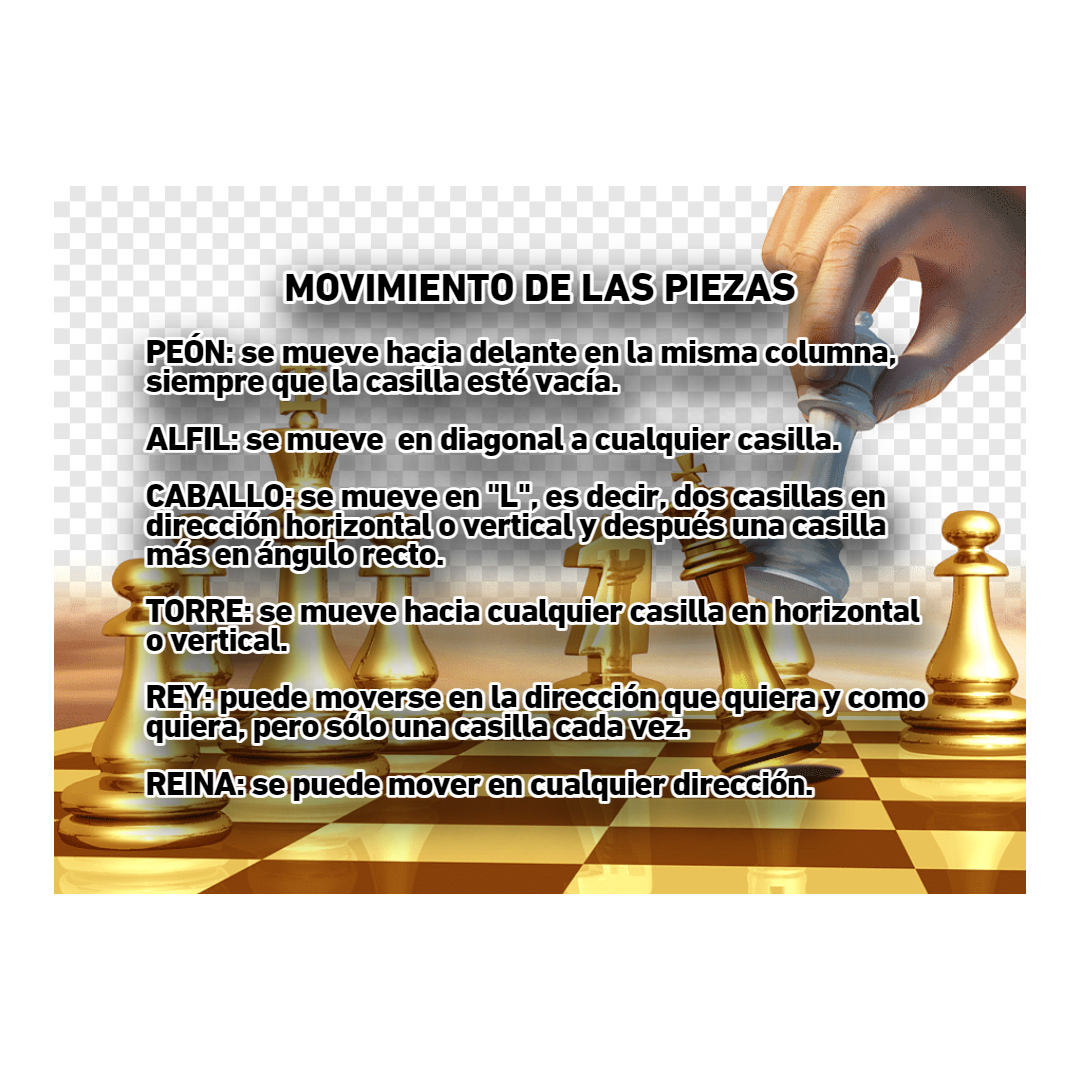 MOVIMIENTO DE LAS PIEZAS
PEÓN: se mueve hacia delante en la misma columna,
siempre que la casilla esté vacía.
ALFIL: se mueve  en diagonal a cualquier casilla.
CABALLO: se mueve en "L", es decir, dos casillas en
dirección horizontal o vertical y después una casilla
más en ángulo recto.
TORRE: se mueve hacia cualquier casilla en horizontal
o vertical.
REY: puede moverse en la dirección que quiera y como
quiera, pero sólo una casilla cada vez.
REINA: se puede mover en cualquier dirección.